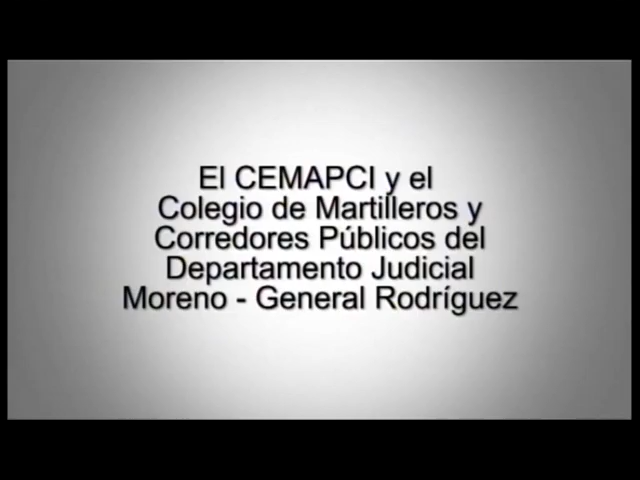 El CEMAPCI y el
Colegio de Martilleros y
Corredores Públicos del
Departamento Judicial
Moreno - General Rodríguez